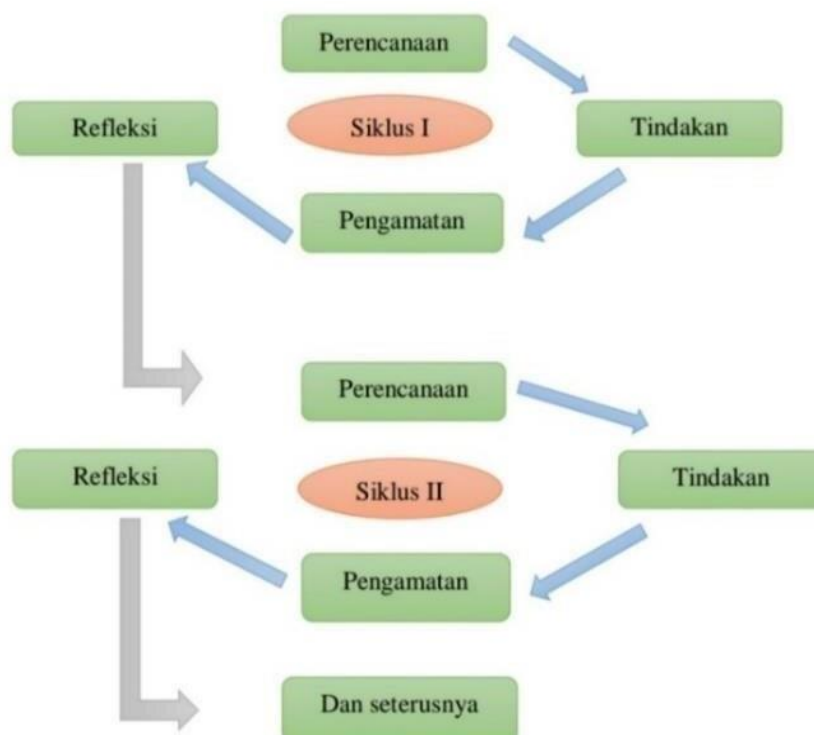 Perencanaan
Refleksi
Siklus I
Tindakan
Pengamatan
Perencanaan
Refleksi
Siklus II
Tindakan
Pengamatan
Dan seterusnya